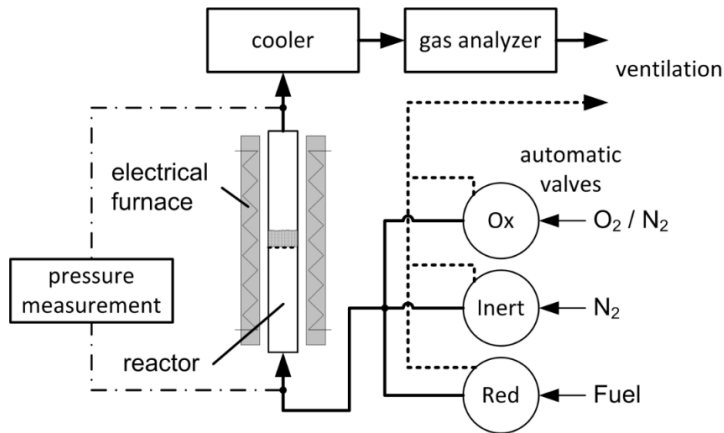 cooler
gas analyzer
ventilation
electrical
furnace
automatic
valves
Ox
O₂ / N₂
pressure
measurement
Inert
N₂
reactor
Red
Fuel